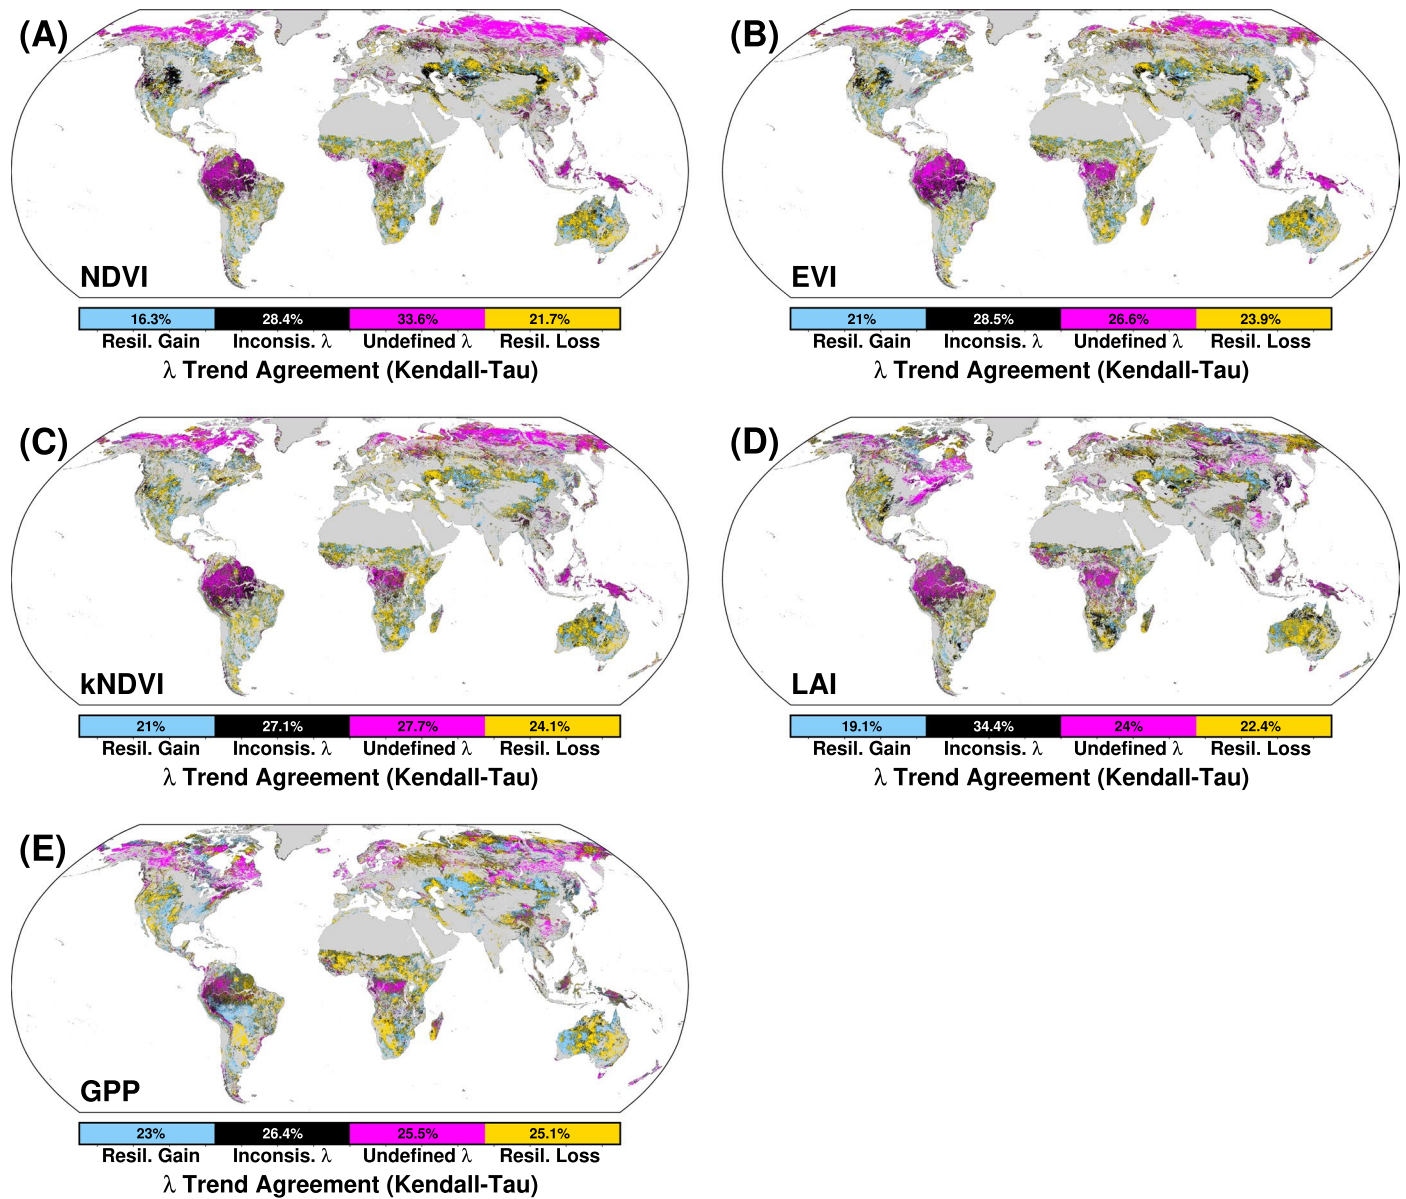 (A)
NDVI
16.3% 28.4% 33.6% 21.7%
Resil. Gain Inconsis. λ Undefined λ Resil. Loss
λ Trend Agreement (Kendall-Tau)
(B)
EVI
21% 28.5% 26.6% 23.9%
Resil. Gain Inconsis. λ Undefined λ Resil. Loss
λ Trend Agreement (Kendall-Tau)
(C)
kNDVI
21% 27.1% 27.7% 24.1%
Resil. Gain Inconsis. λ Undefined λ Resil. Loss
λ Trend Agreement (Kendall-Tau)
(D)
LAI
19.1% 34.4% 24% 22.4%
Resil. Gain Inconsis. λ Undefined λ Resil. Loss
λ Trend Agreement (Kendall-Tau)
(E)
GPP
23% 26.4% 25.5% 25.1%
Resil. Gain Inconsis. λ Undefined λ Resil. Loss
λ Trend Agreement (Kendall-Tau)